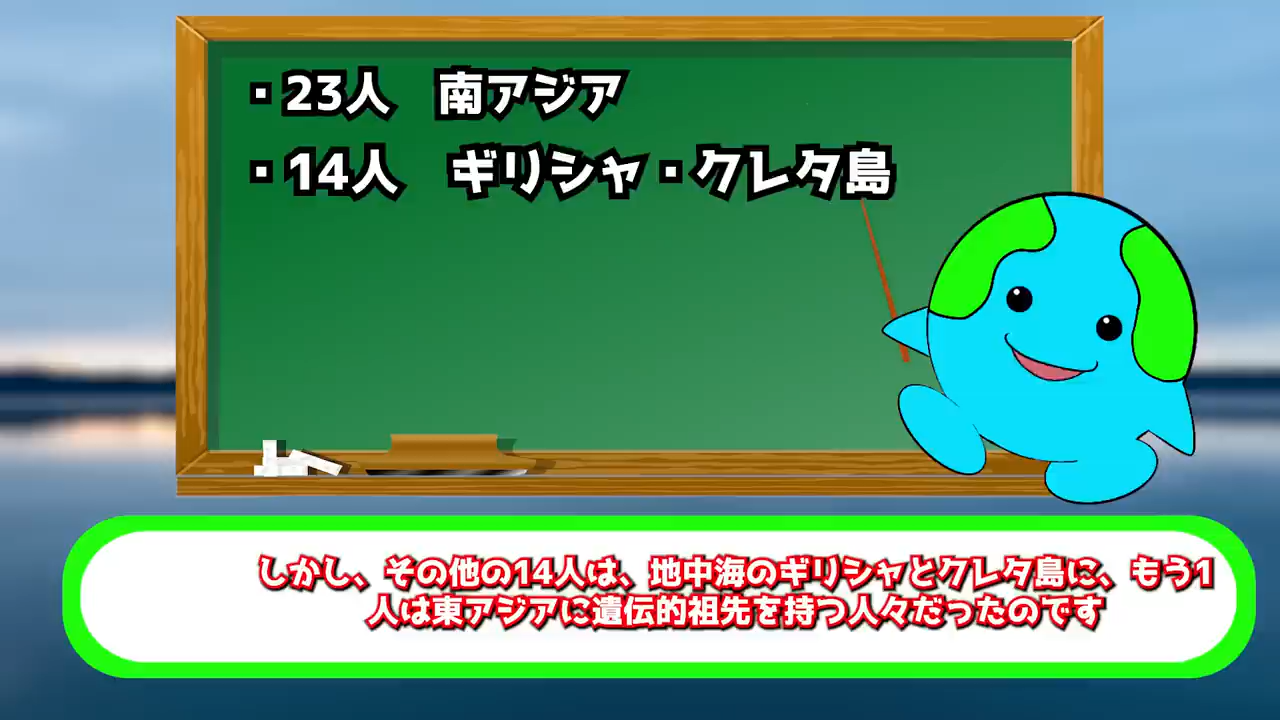 ・23人　南アジア
・14人　ギリシャ・クレタ島
しかし、その他の14人は、地中海のギリシャとクレタ島に、もう1
人は東アジアに遺伝的祖先を持つ人々だったのです